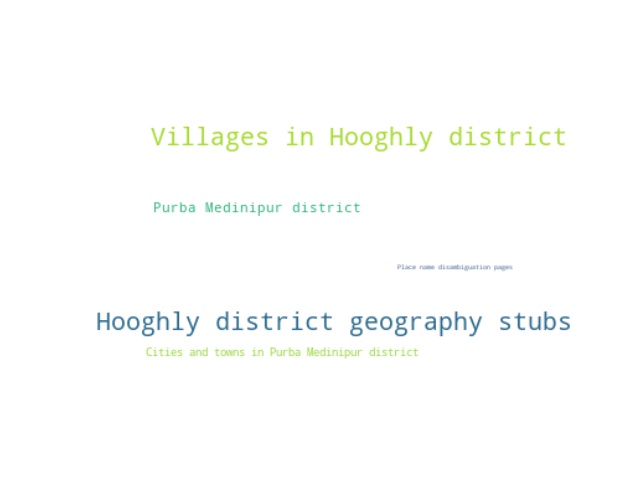 Villages in Hooghly district
Purba Medinipur district
Place name disambiguation pages
Hooghly district geography stubs
Cities and towns in Purba Medinipur district